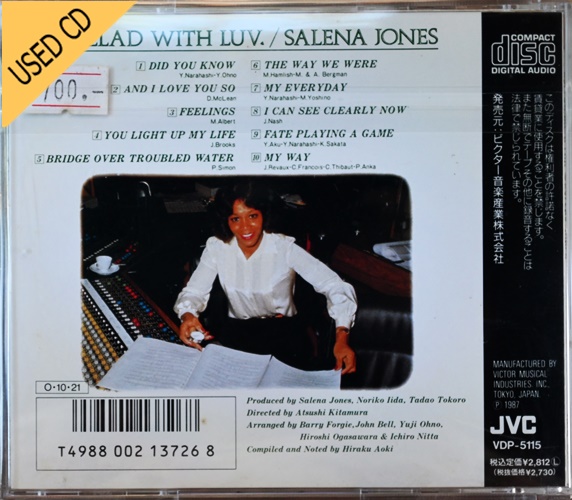 USED CD
LLAD WITH LUV. / SALENA JONES
700.-
1 DID YOU KNOW
Y.Narahashi-Y.Ohno
2 AND I LOVE YOU SO
D.McLean
3 FEELINGS
M.Albert
4 YOU LIGHT UP MY LIFE
J.Brooks
5 BRIDGE OVER TROUBLED WATER
P.Simon
6 THE WAY WE WERE
M.Hamlish-M. & A. Bergman
7 MY EVERYDAY
Y.Narahashi-M.Yoshino
8 I CAN SEE CLEARLY NOW
J.Nash
9 FATE PLAYING A GAME
Y.Aku-Y.Narahashi-K.Sakata
10 MY WAY
J.Revaux-C.Francois-C.Thibaut-P.Anka
COMPACT
disc
DIGITAL AUDIO
このディスクは権利者の許諾なく
賃貸業に使用することを禁じます。
また無断でテープその他に録音することは
法律で禁じられています。
発売元：ビクター音楽産業株式会社
O·10·21
T4988 002 13726 8
Produced by Salena Jones, Noriko Iida, Tadao Tokoro
Directed by Atsushi Kitamura
Arranged by Barry Forgie, John Bell, Yuji Ohno,
Hiroshi Ogasawara & Ichiro Nitta
Compiled and Noted by Hiraku Aoki
MANUFACTURED BY
VICTOR MUSICAL
INDUSTRIES, INC.
TOKYO, JAPAN.
P 1987
JVC
VDP-5115
税込定価¥2,812 L
(税抜価格¥2,730)